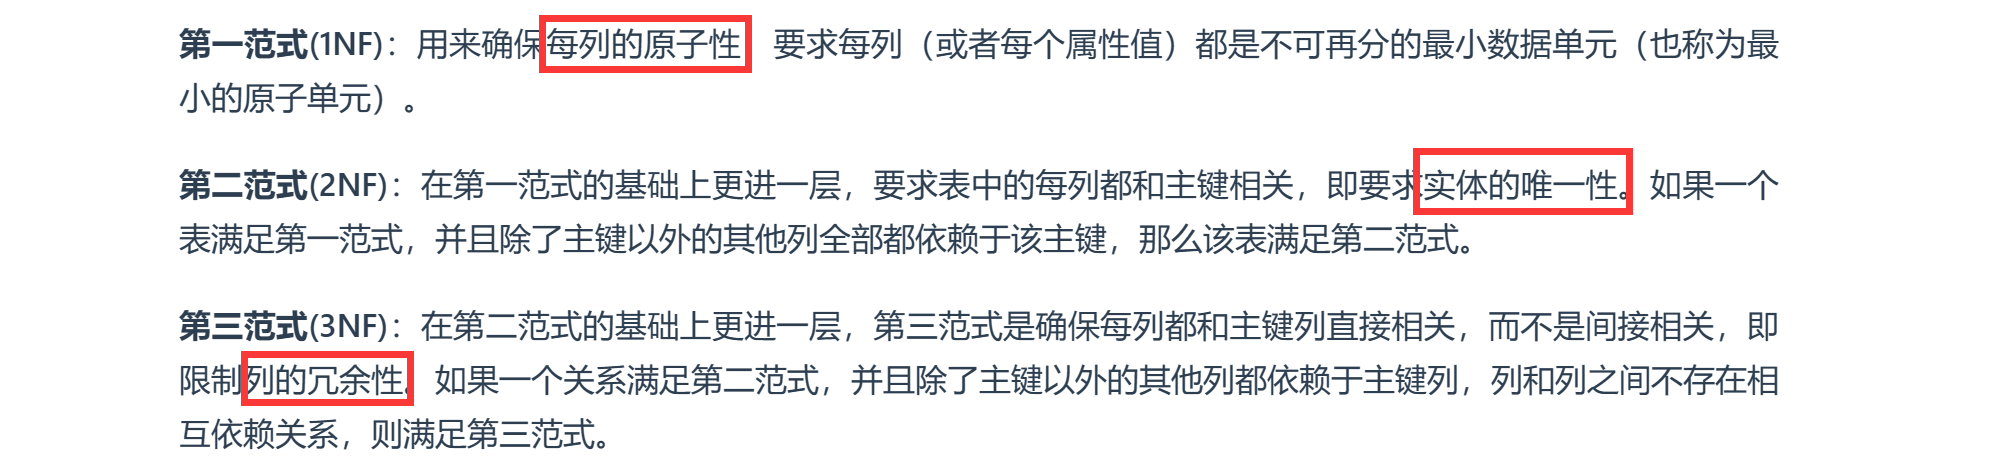 第一范式(1NF)：用来确保每列的原子性 要求每列（或者每个属性值）都是不可再分的最小数据单元（也称为最
小的原子单元）。
第二范式(2NF)：在第一范式的基础上更进一层，要求表中的每列都和主键相关，即要求实体的唯一性。如果一个
表满足第一范式，并且除了主键以外的其他列全部都依赖于该主键，那么该表满足第二范式。
第三范式(3NF)：在第二范式的基础上更进一层，第三范式是确保每列都和主键列直接相关，而不是间接相关，即
限制列的冗余性。如果一个关系满足第二范式，并且除了主键以外的其他列都依赖于主键列，列和列之间不存在相
互依赖关系，则满足第三范式。